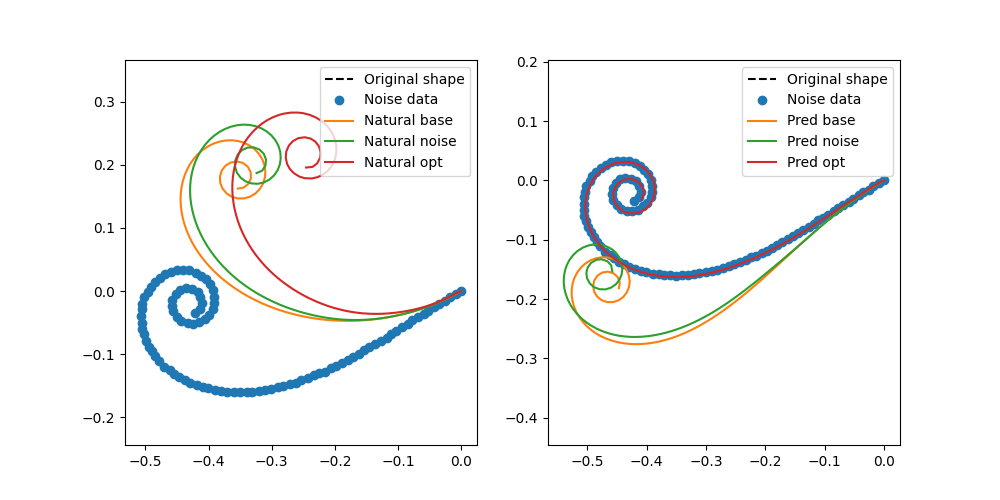 Original shape
Noise data
Natural base
Natural noise
Natural opt
0.3
0.2
0.1
0.0
−0.1
−0.2
−0.5 −0.4 −0.3 −0.2 −0.1 0.0
Original shape
Noise data
Pred base
Pred noise
Pred opt
0.2
0.1
0.0
−0.1
−0.2
−0.3
−0.4
−0.5 −0.4 −0.3 −0.2 −0.1 0.0